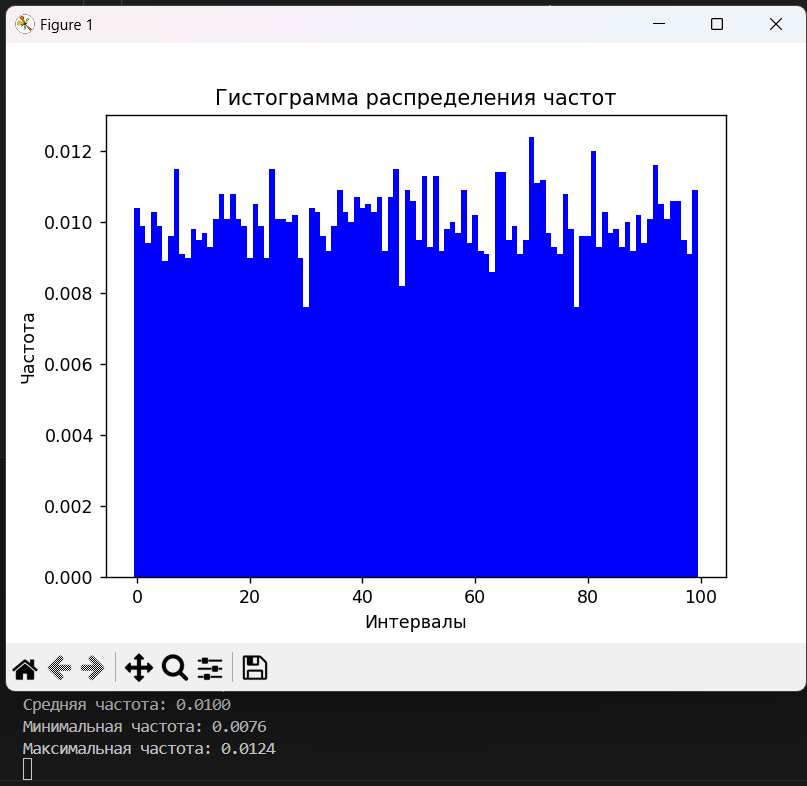 Figure 1
Гистограмма распределения частот
0.012
0.010
0.008
0.006
0.004
0.002
0.000
Частота
0 20 40 60 80 100
Интервалы
Средняя частота: 0.0100
Минимальная частота: 0.0076
Максимальная частота: 0.0124